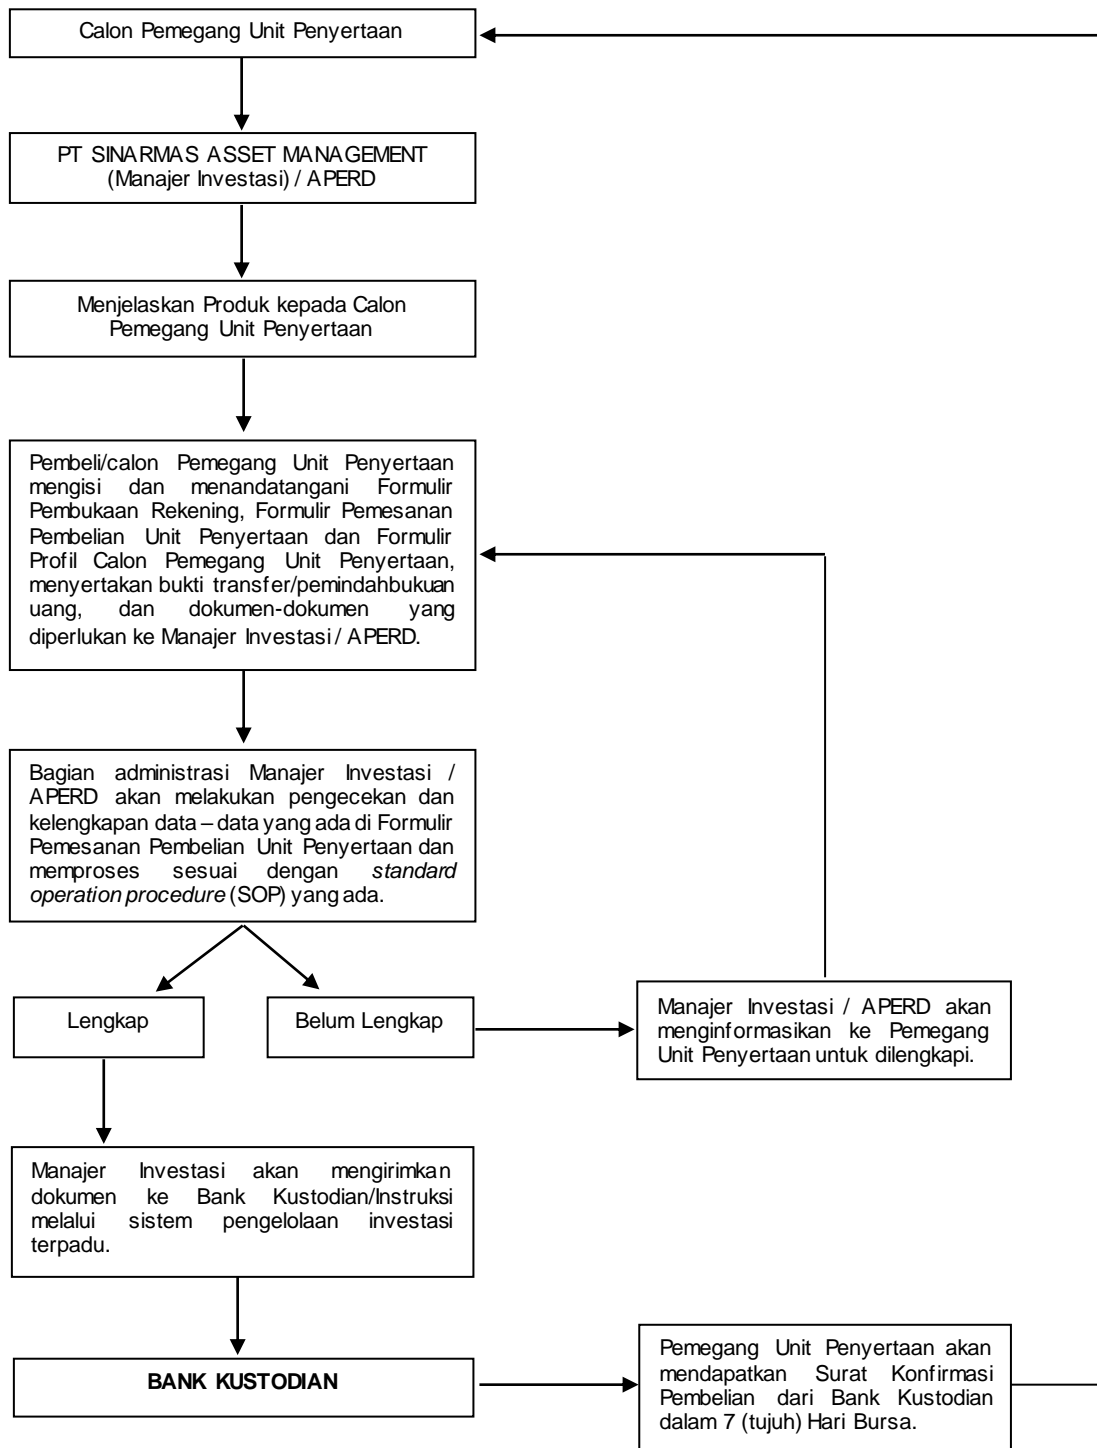 Calon Pemegang Unit Penyertaan
PT SINARMAS ASSET MANAGEMENT
(Manajer Investasi) / APERD
Menjelaskan Produk kepada Calon
Pemegang Unit Penyertaan
Pembeli/calon Pemegang Unit Penyertaan
mengisi dan menandatangani Formulir
Pembukaan Rekening, Formulir Pemesanan
Pembelian Unit Penyertaan dan Formulir
Profil Calon Pemegang Unit Penyertaan,
menyertakan bukti transfer/pemindahbukuan
uang, dan dokumen-dokumen yang
diperlukan ke Manajer Investasi / APERD.
Bagian administrasi Manajer Investasi /
APERD akan melakukan pengecekan dan
kelengkapan data – data yang ada di Formulir
Pemesanan Pembelian Unit Penyertaan dan
memproses sesuai dengan standard
operation procedure (SOP) yang ada.
Lengkap
Belum Lengkap
Manajer Investasi / APERD akan
menginformasikan ke Pemegang
Unit Penyertaan untuk dilengkapi.
Manajer Investasi akan mengirimkan
dokumen ke Bank Kustodian/Instruksi
melalui sistem pengelolaan investasi
terpadu.
BANK KUSTODIAN
Pemegang Unit Penyertaan akan
mendapatkan Surat Konfirmasi
Pembelian dari Bank Kustodian
dalam 7 (tujuh) Hari Bursa.